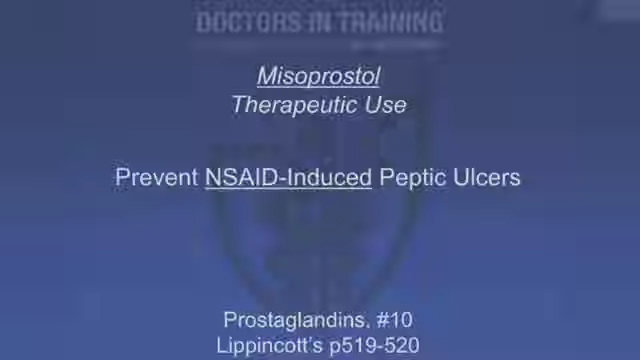 DOCTORS IN TRAINING
Misoprostol
Therapeutic Use
Prevent NSAID-Induced Peptic Ulcers
Prostaglandins, #10
Lippincott's p519-520